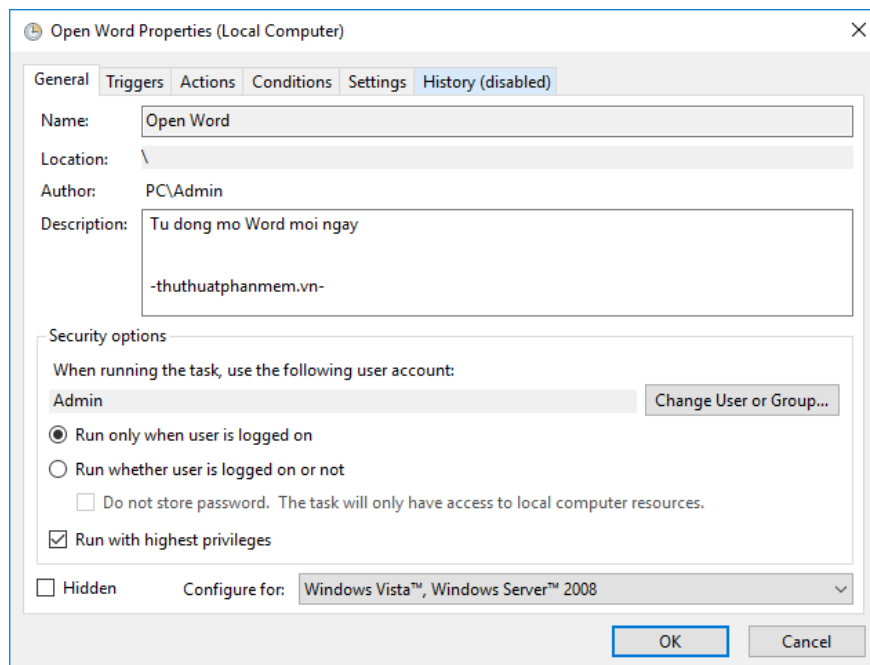 Open Word Properties (Local Computer)
General Triggers Actions Conditions Settings History (disabled)
Name: Open Word
Location: \
Author: PC\Admin
Description: Tu dong mo Word moi ngay
-thuthuatphanmem.vn-
Security options
When running the task, use the following user account:
Admin Change User or Group...
Run only when user is logged on
Run whether user is logged on or not
Do not store password. The task will only have access to local computer resources.
Run with highest privileges
Hidden Configure for: Windows Vista™, Windows Server™ 2008
OK Cancel